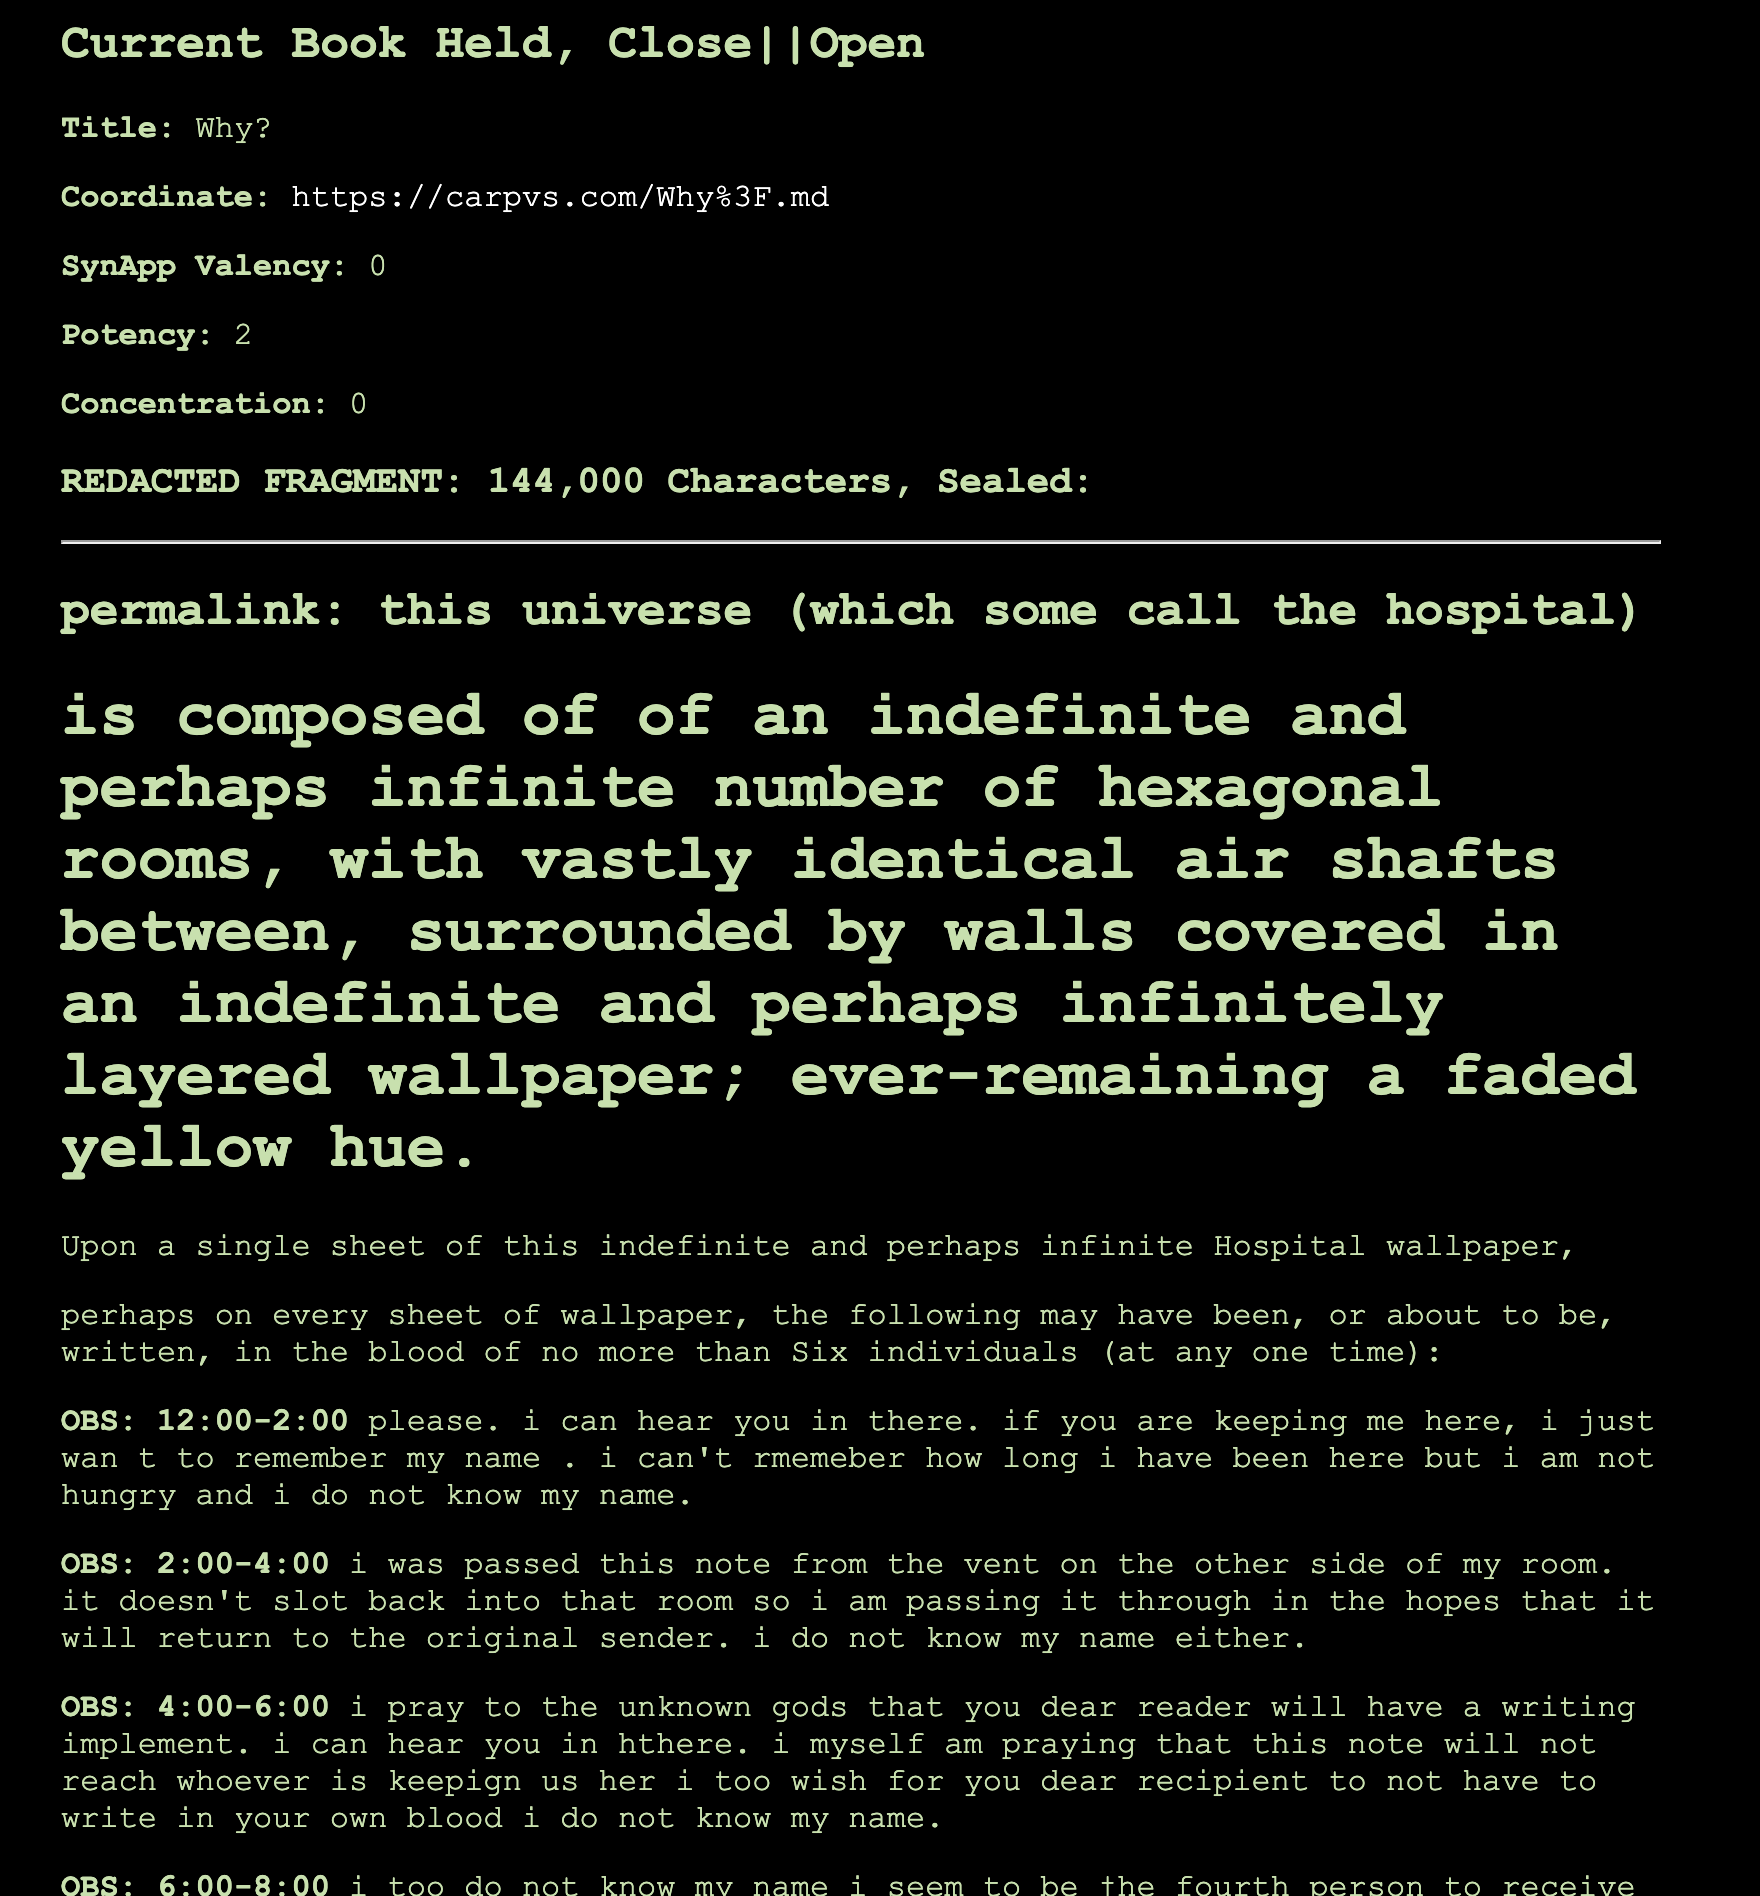 Current Book Held, Close||Open
Title: Why?
Coordinate: https://carpvs.com/Why%3F.md
SynApp Valency: 0
Potency: 2
Concentration: 0
REDACTED FRAGMENT: 144,000 Characters, Sealed:
permalink: this universe (which some call the hospital)
is composed of of an indefinite and
perhaps infinite number of hexagonal
rooms, with vastly identical air shafts
between, surrounded by walls covered in
an indefinite and perhaps infinitely
layered wallpaper; ever-remaining a faded
yellow hue.
Upon a single sheet of this indefinite and perhaps infinite Hospital wallpaper,
perhaps on every sheet of wallpaper, the following may have been, or about to be,
written, in the blood of no more than Six individuals (at any one time):
OBS: 12:00-2:00 please. i can hear you in there. if you are keeping me here, i just
wan t to remember my name . i can't rmemeber how long i have been here but i am not
hungry and i do not know my name.
OBS: 2:00-4:00 i was passed this note from the vent on the other side of my room.
it doesn't slot back into that room so i am passing it through in the hopes that it
will return to the original sender. i do not know my name either.
OBS: 4:00-6:00 i pray to the unknown gods that you dear reader will have a writing
implement. i can hear you in hthere. i myself am praying that this note will not
reach whoever is keepign us her i too wish for you dear recipient to not have to
write in your own blood i do not know my name.
OBS: 6:00-8:00 i too do not know my name i seem to be the fourth person to receive